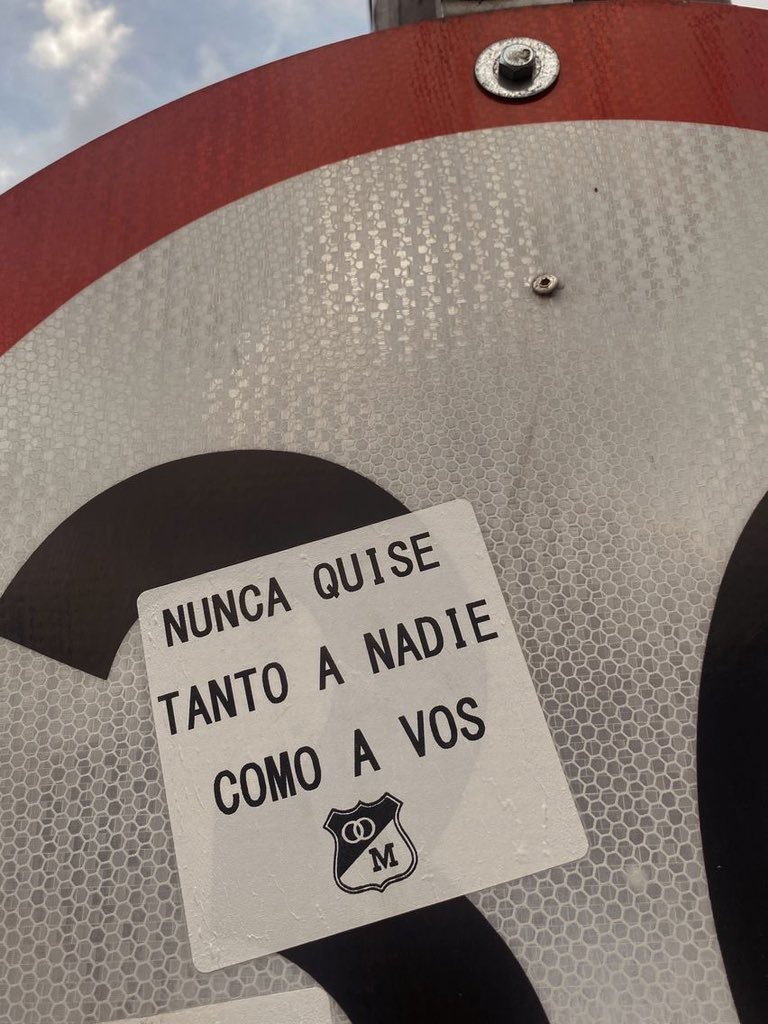 NUNCA QUISE
TANTO A NADIE
COMO A VOS
M